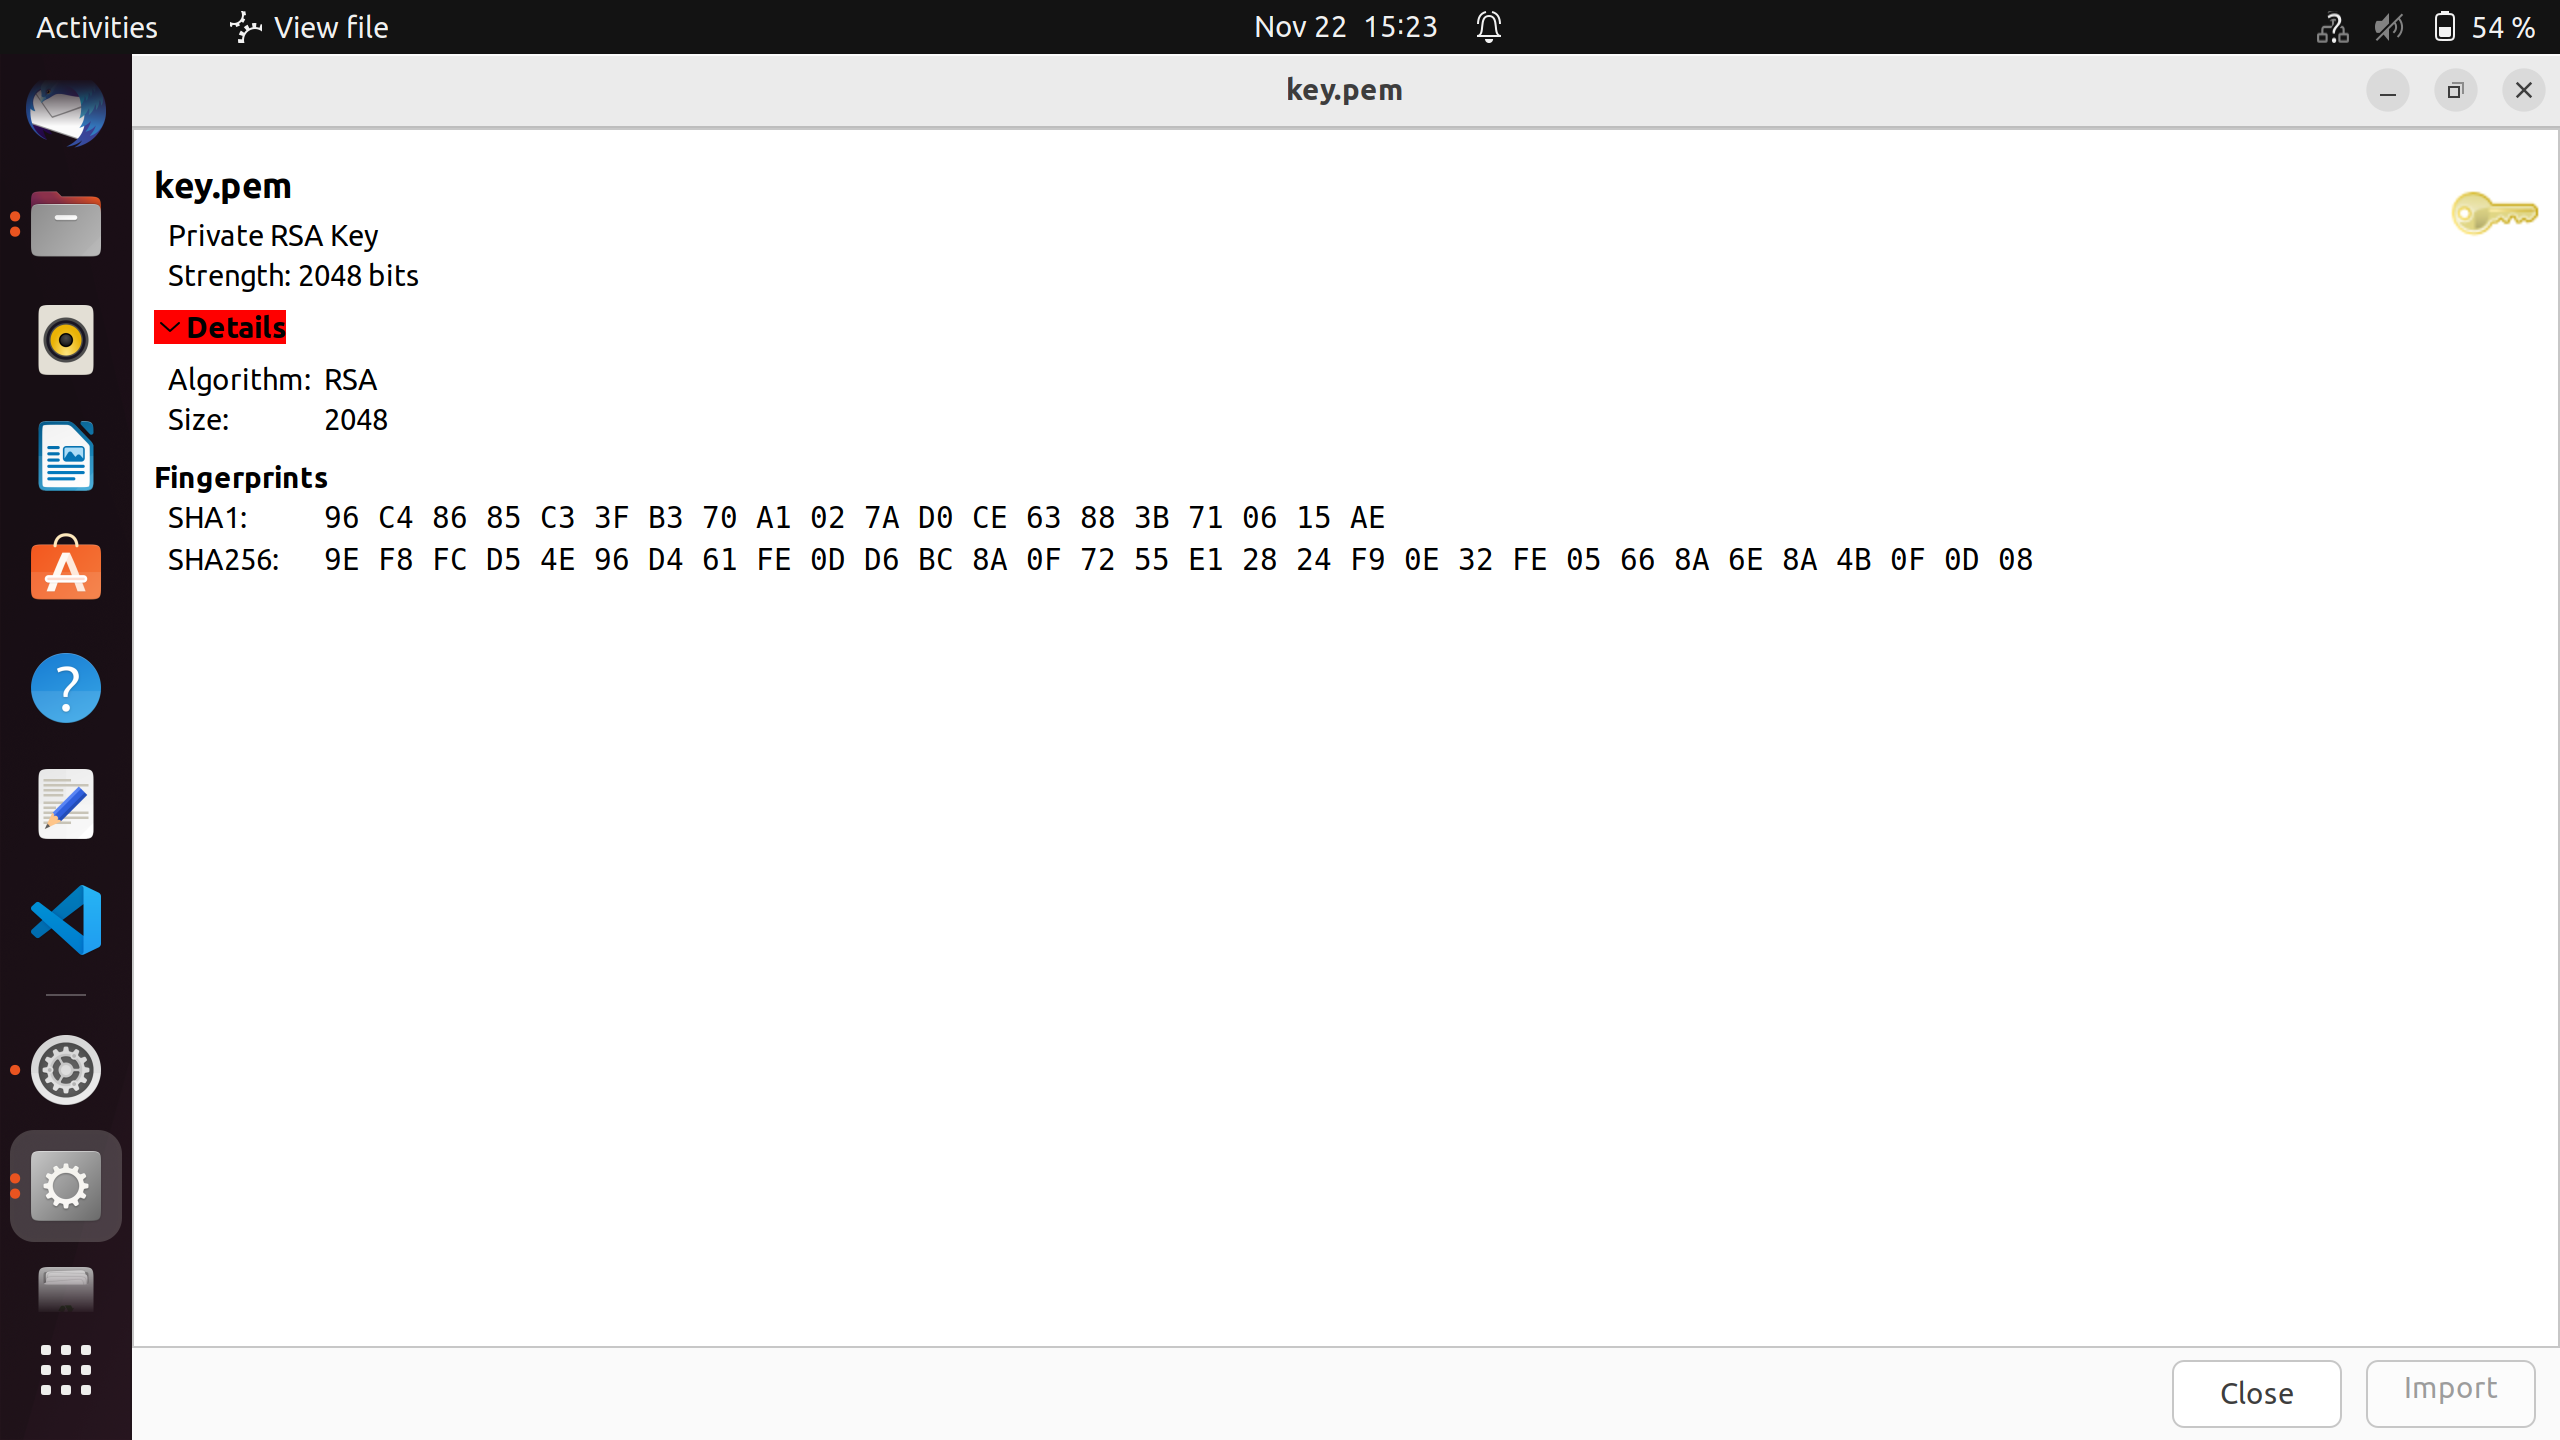 Activities View file Nov 22 15:23 54 %
key.pem
key.pem
Private RSA Key
Strength: 2048 bits
Details
Algorithm: RSA
Size: 2048
Fingerprints
SHA1: 96 C4 86 85 C3 3F B3 70 A1 02 7A D0 CE 63 88 3B 71 06 15 AE
SHA256: 9E F8 FC D5 4E 96 D4 61 FE 0D D6 BC 8A 0F 72 55 E1 28 24 F9 0E 32 FE 05 66 8A 6E 8A 4B 0F 0D 08
Close Import